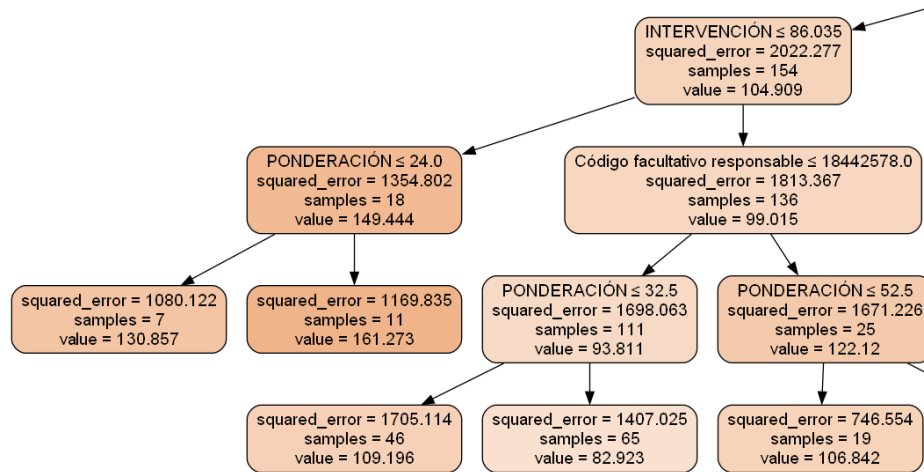 INTERVENCIÓN ≤ 86.035
squared_error = 2022.277
samples = 154
value = 104.909
PONDERACIÓN ≤ 24.0
squared_error = 1354.802
samples = 18
value = 149.444
Código facultativo responsable ≤ 18442578.0
squared_error = 1813.367
samples = 136
value = 99.015
squared_error = 1080.122
samples = 7
value = 130.857
squared_error = 1169.835
samples = 11
value = 161.273
PONDERACIÓN ≤ 32.5
squared_error = 1698.063
samples = 111
value = 93.811
PONDERACIÓN ≤ 52.5
squared_error = 1671.226
samples = 25
value = 122.12
squared_error = 1705.114
samples = 46
value = 109.196
squared_error = 1407.025
samples = 65
value = 82.923
squared_error = 746.554
samples = 19
value = 106.842